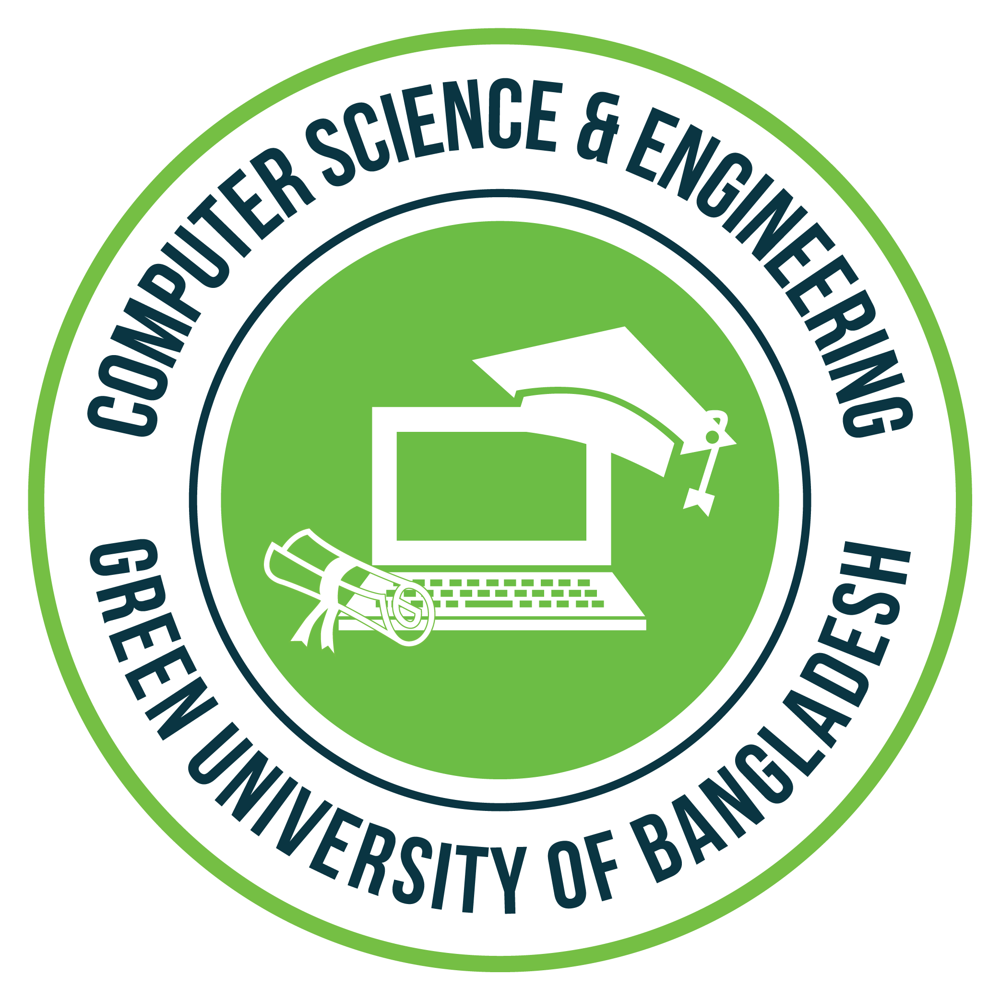 COMPUTER SCIENCE & ENGINEERING
GREEN UNIVERSITY OF BANGLADESH